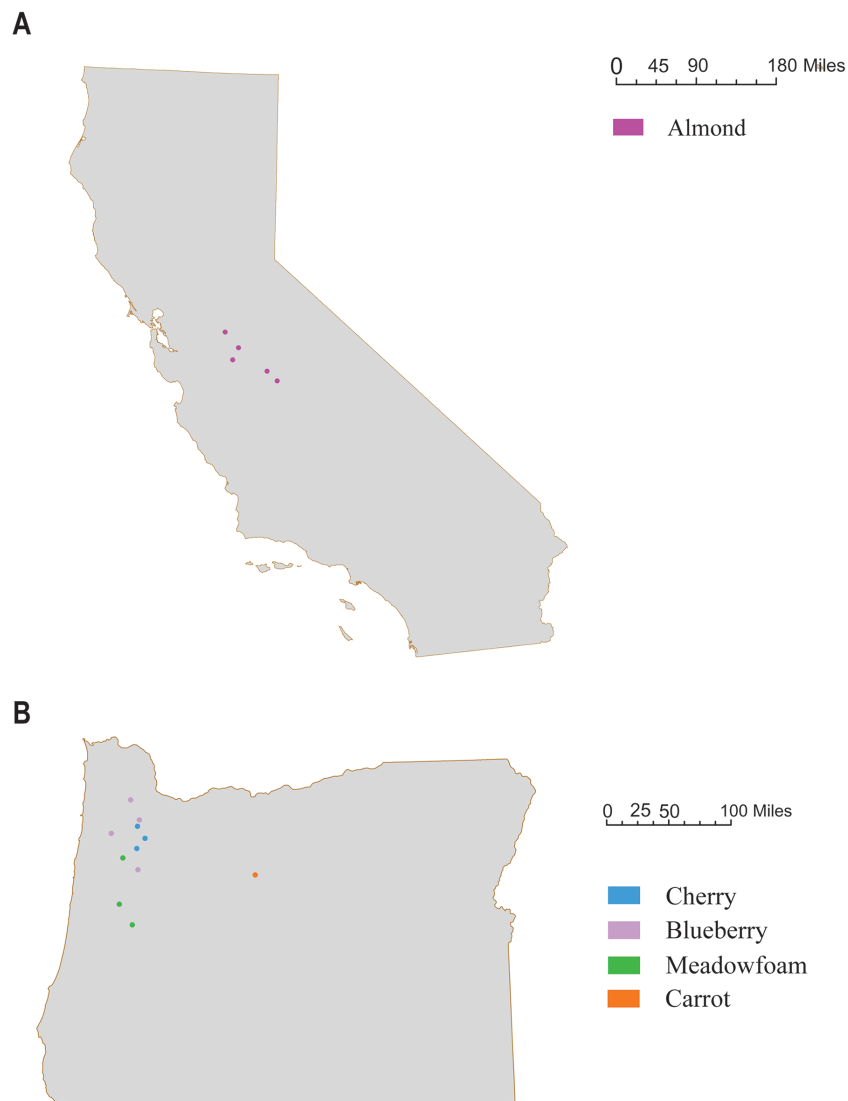 A
0 45 90 180 Miles
Almond
B
0 25 50 100 Miles
Cherry
Blueberry
Meadowfoam
Carrot